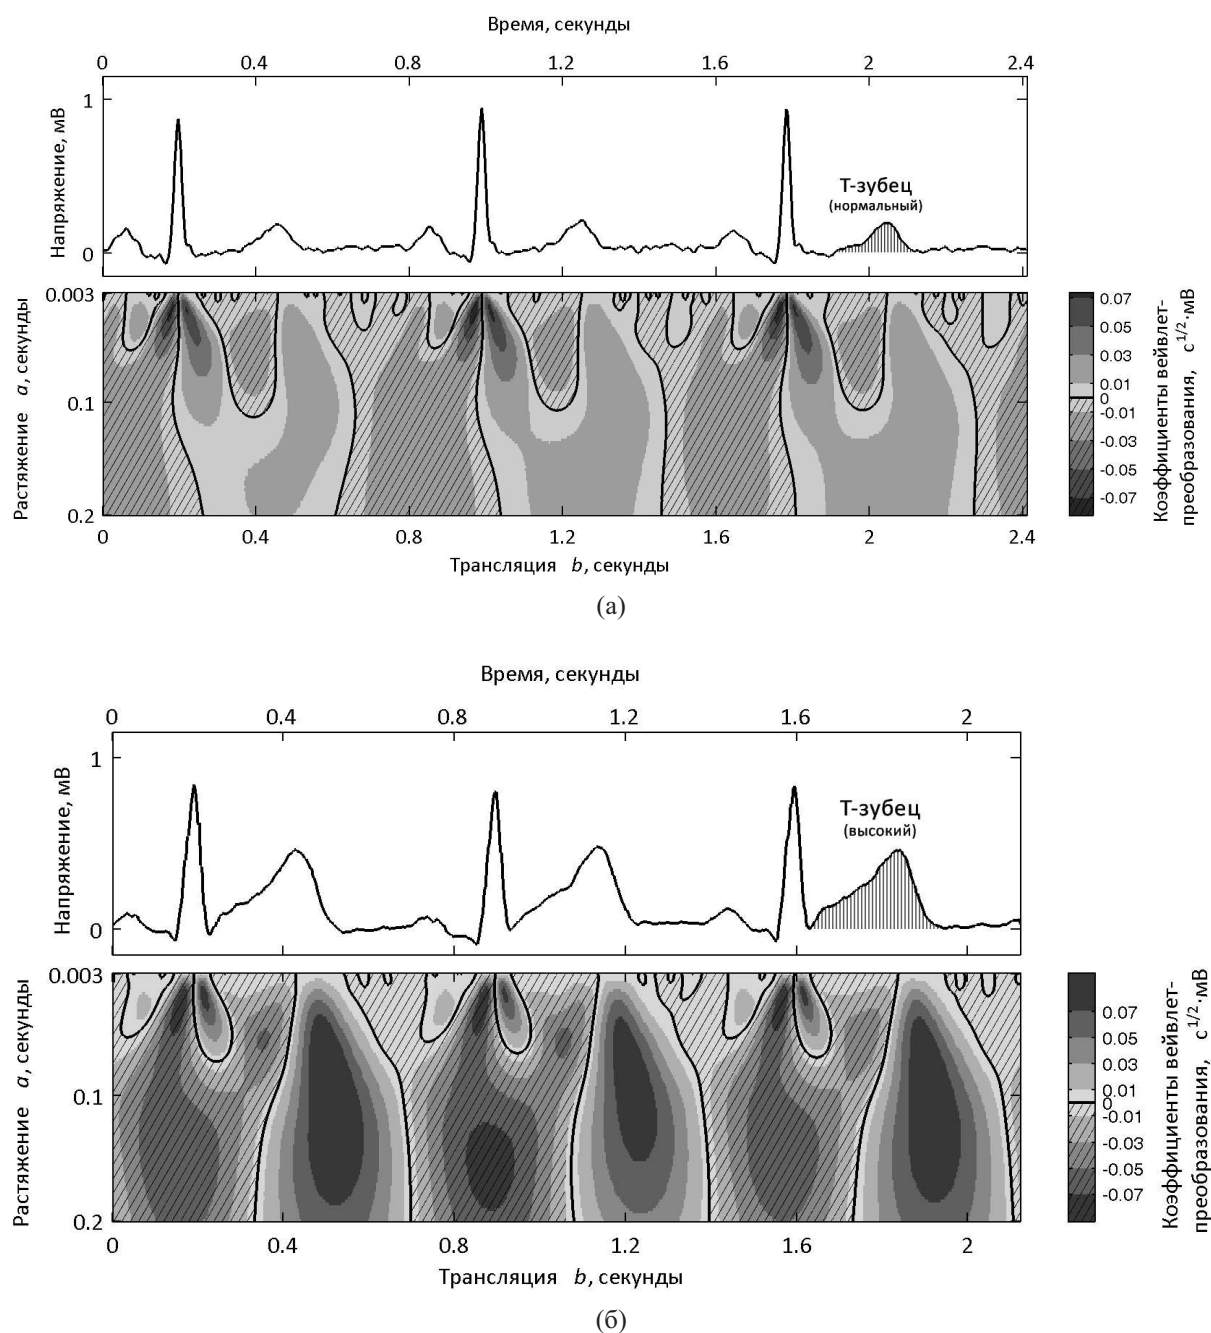 Время, секунды
0 0.4 0.8 1.2 1.6 2 2.4
Напряжение, мВ
1
0
Т-зубец
(нормальный)
Растяжение a, секунды
0.003
0.1
0.2
0 0.4 0.8 1.2 1.6 2 2.4
Трансляция b, секунды
0.07
0.05
0.03
0.01
0
-0.01
-0.03
-0.05
-0.07
Коэффициенты вейвлет-
преобразования, с^1/2·мВ
(а)
Время, секунды
0 0.4 0.8 1.2 1.6 2
Напряжение, мВ
1
0
Т-зубец
(высокий)
Растяжение a, секунды
0.003
0.1
0.2
0 0.4 0.8 1.2 1.6 2
Трансляция b, секунды
0.07
0.05
0.03
0.01
0
-0.01
-0.03
-0.05
-0.07
Коэффициенты вейвлет-
преобразования, с^1/2·мВ
(б)